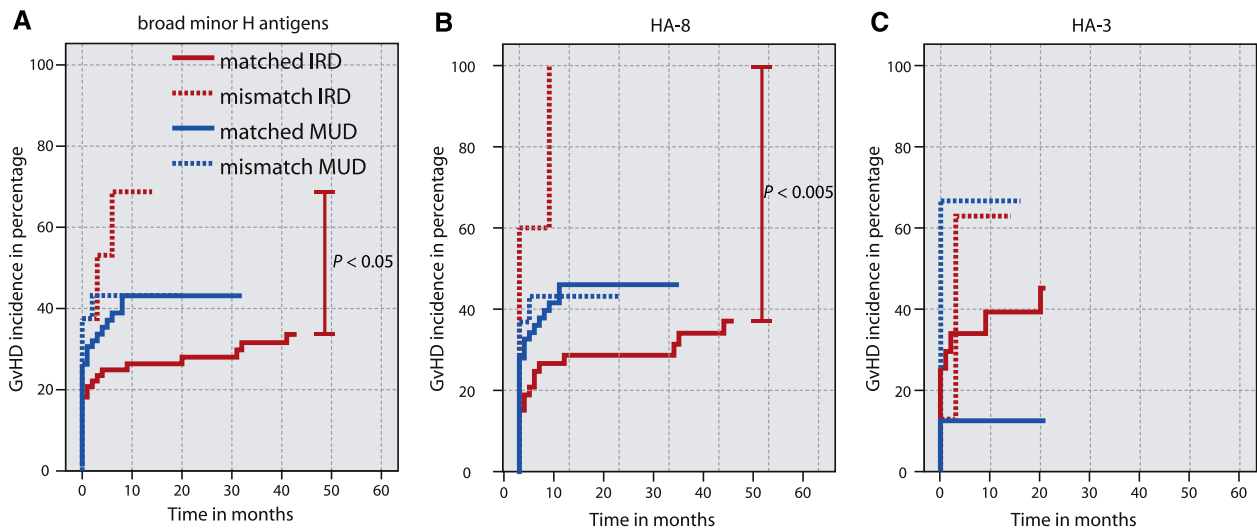 A
broad minor H antigens
GvHD incidence in percentage
100
80
60
40
20
0
matched IRD
mismatch IRD
matched MUD
mismatch MUD
P < 0.05
0 10 20 30 40 50 60
Time in months
B
HA-8
GvHD incidence in percentage
100
80
60
40
20
0
P < 0.005
0 10 20 30 40 50 60
Time in months
C
HA-3
GvHD incidence in percentage
100
80
60
40
20
0
0 10 20 30 40 50 60
Time in months